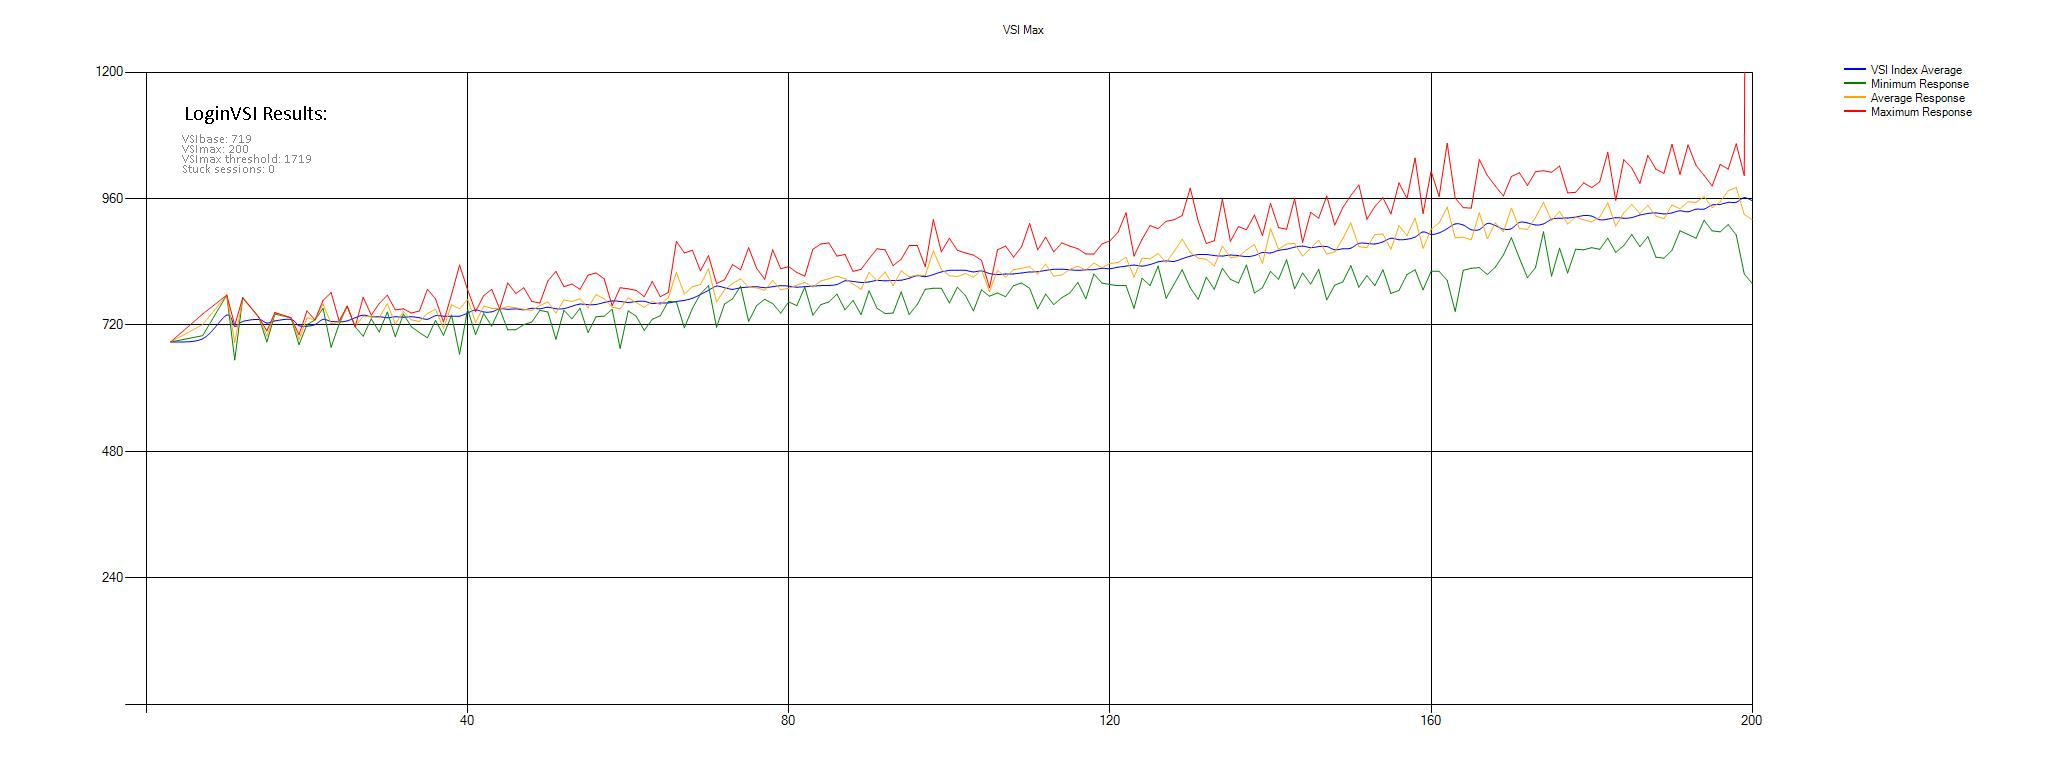 VSI Max
1200
960
720
480
240
40
80
120
160
200
LoginVSI Results:
VSIbase: 719
VSImax: 200
VSImax threshold: 1719
Stuck sessions: 0
VSI Index Average
Minimum Response
Average Response
Maximum Response